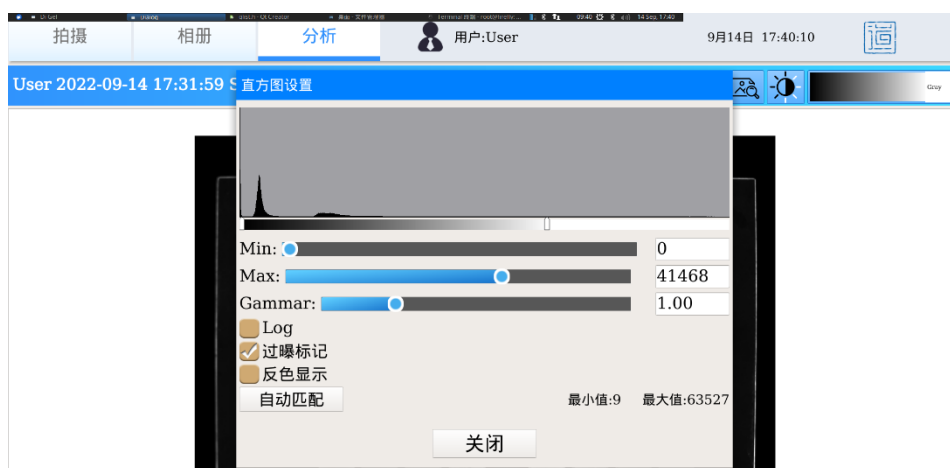 拍摄 相册 分析 用户:User 9月14日 17:40:10
User 2022-09-14 17:31:59 S
直方图设置
Gray
Min: 0
Max: 41468
Gammar: 1.00
Log
过曝标记
反色显示
自动匹配 最小值:9 最大值:63527
关闭